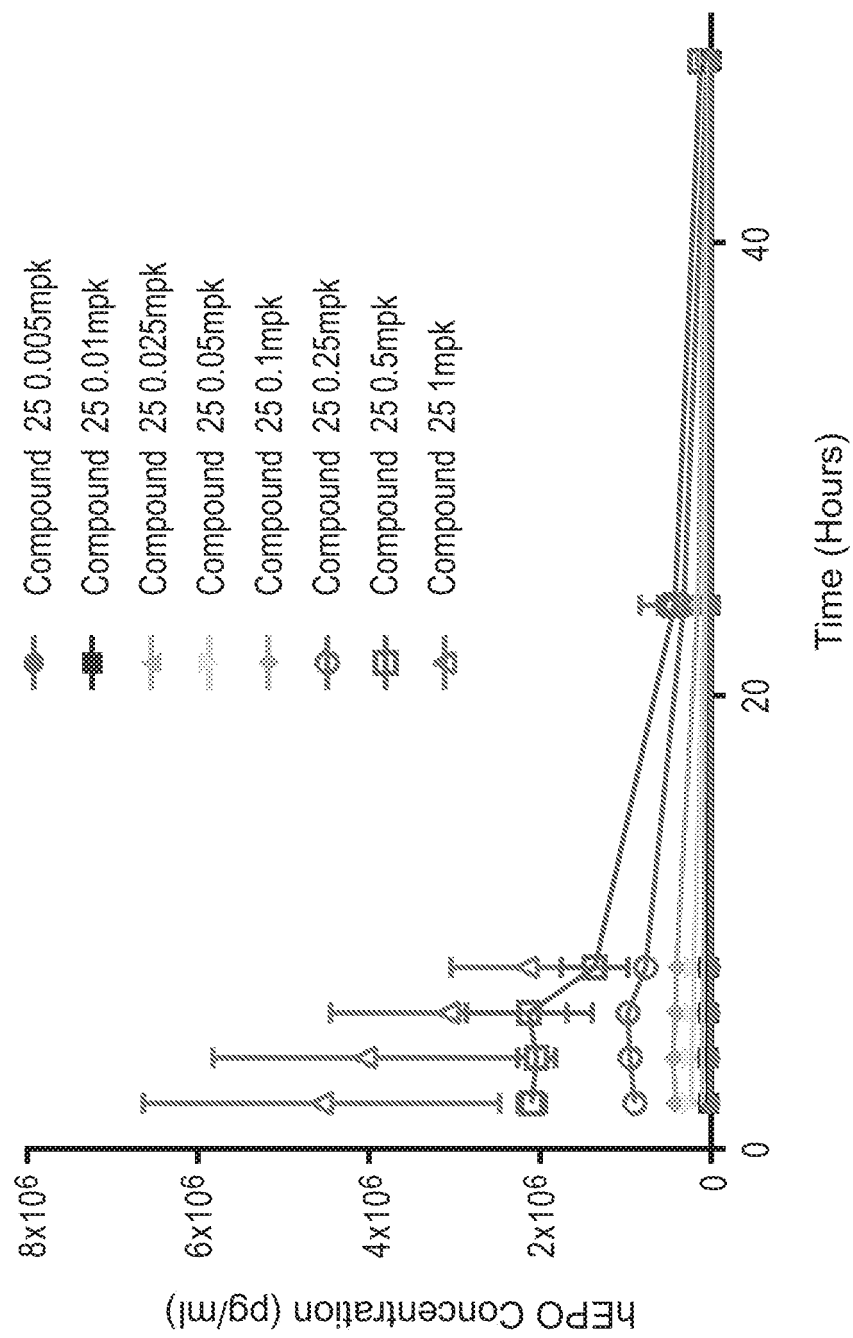 hEPO Concentration (pg/ml)
8x10⁶
6x10⁶
4x10⁶
2x10⁶
0
Compound 25 0.005mpk
Compound 25 0.01mpk
Compound 25 0.025mpk
Compound 25 0.05mpk
Compound 25 0.1mpk
Compound 25 0.25mpk
Compound 25 0.5mpk
Compound 25 1mpk
0
20
40
Time (Hours)